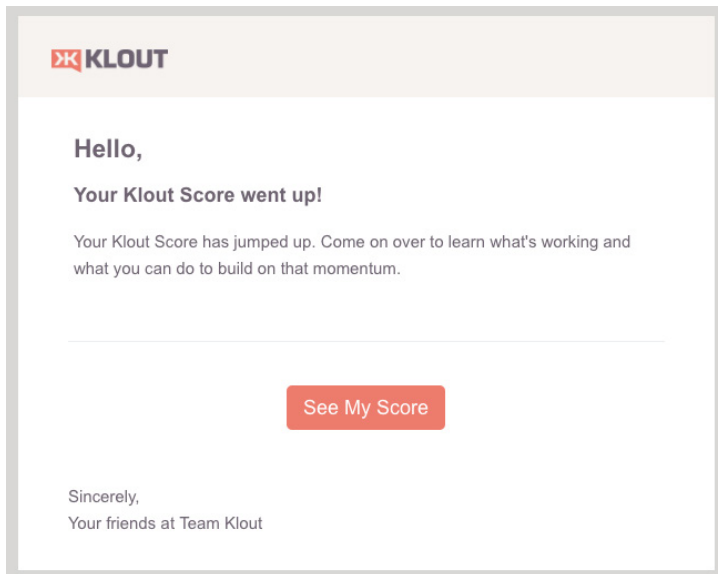 KLOUT
Hello,
Your Klout Score went up!
Your Klout Score has jumped up. Come on over to learn what's working and
what you can do to build on that momentum.
See My Score
Sincerely,
Your friends at Team Klout